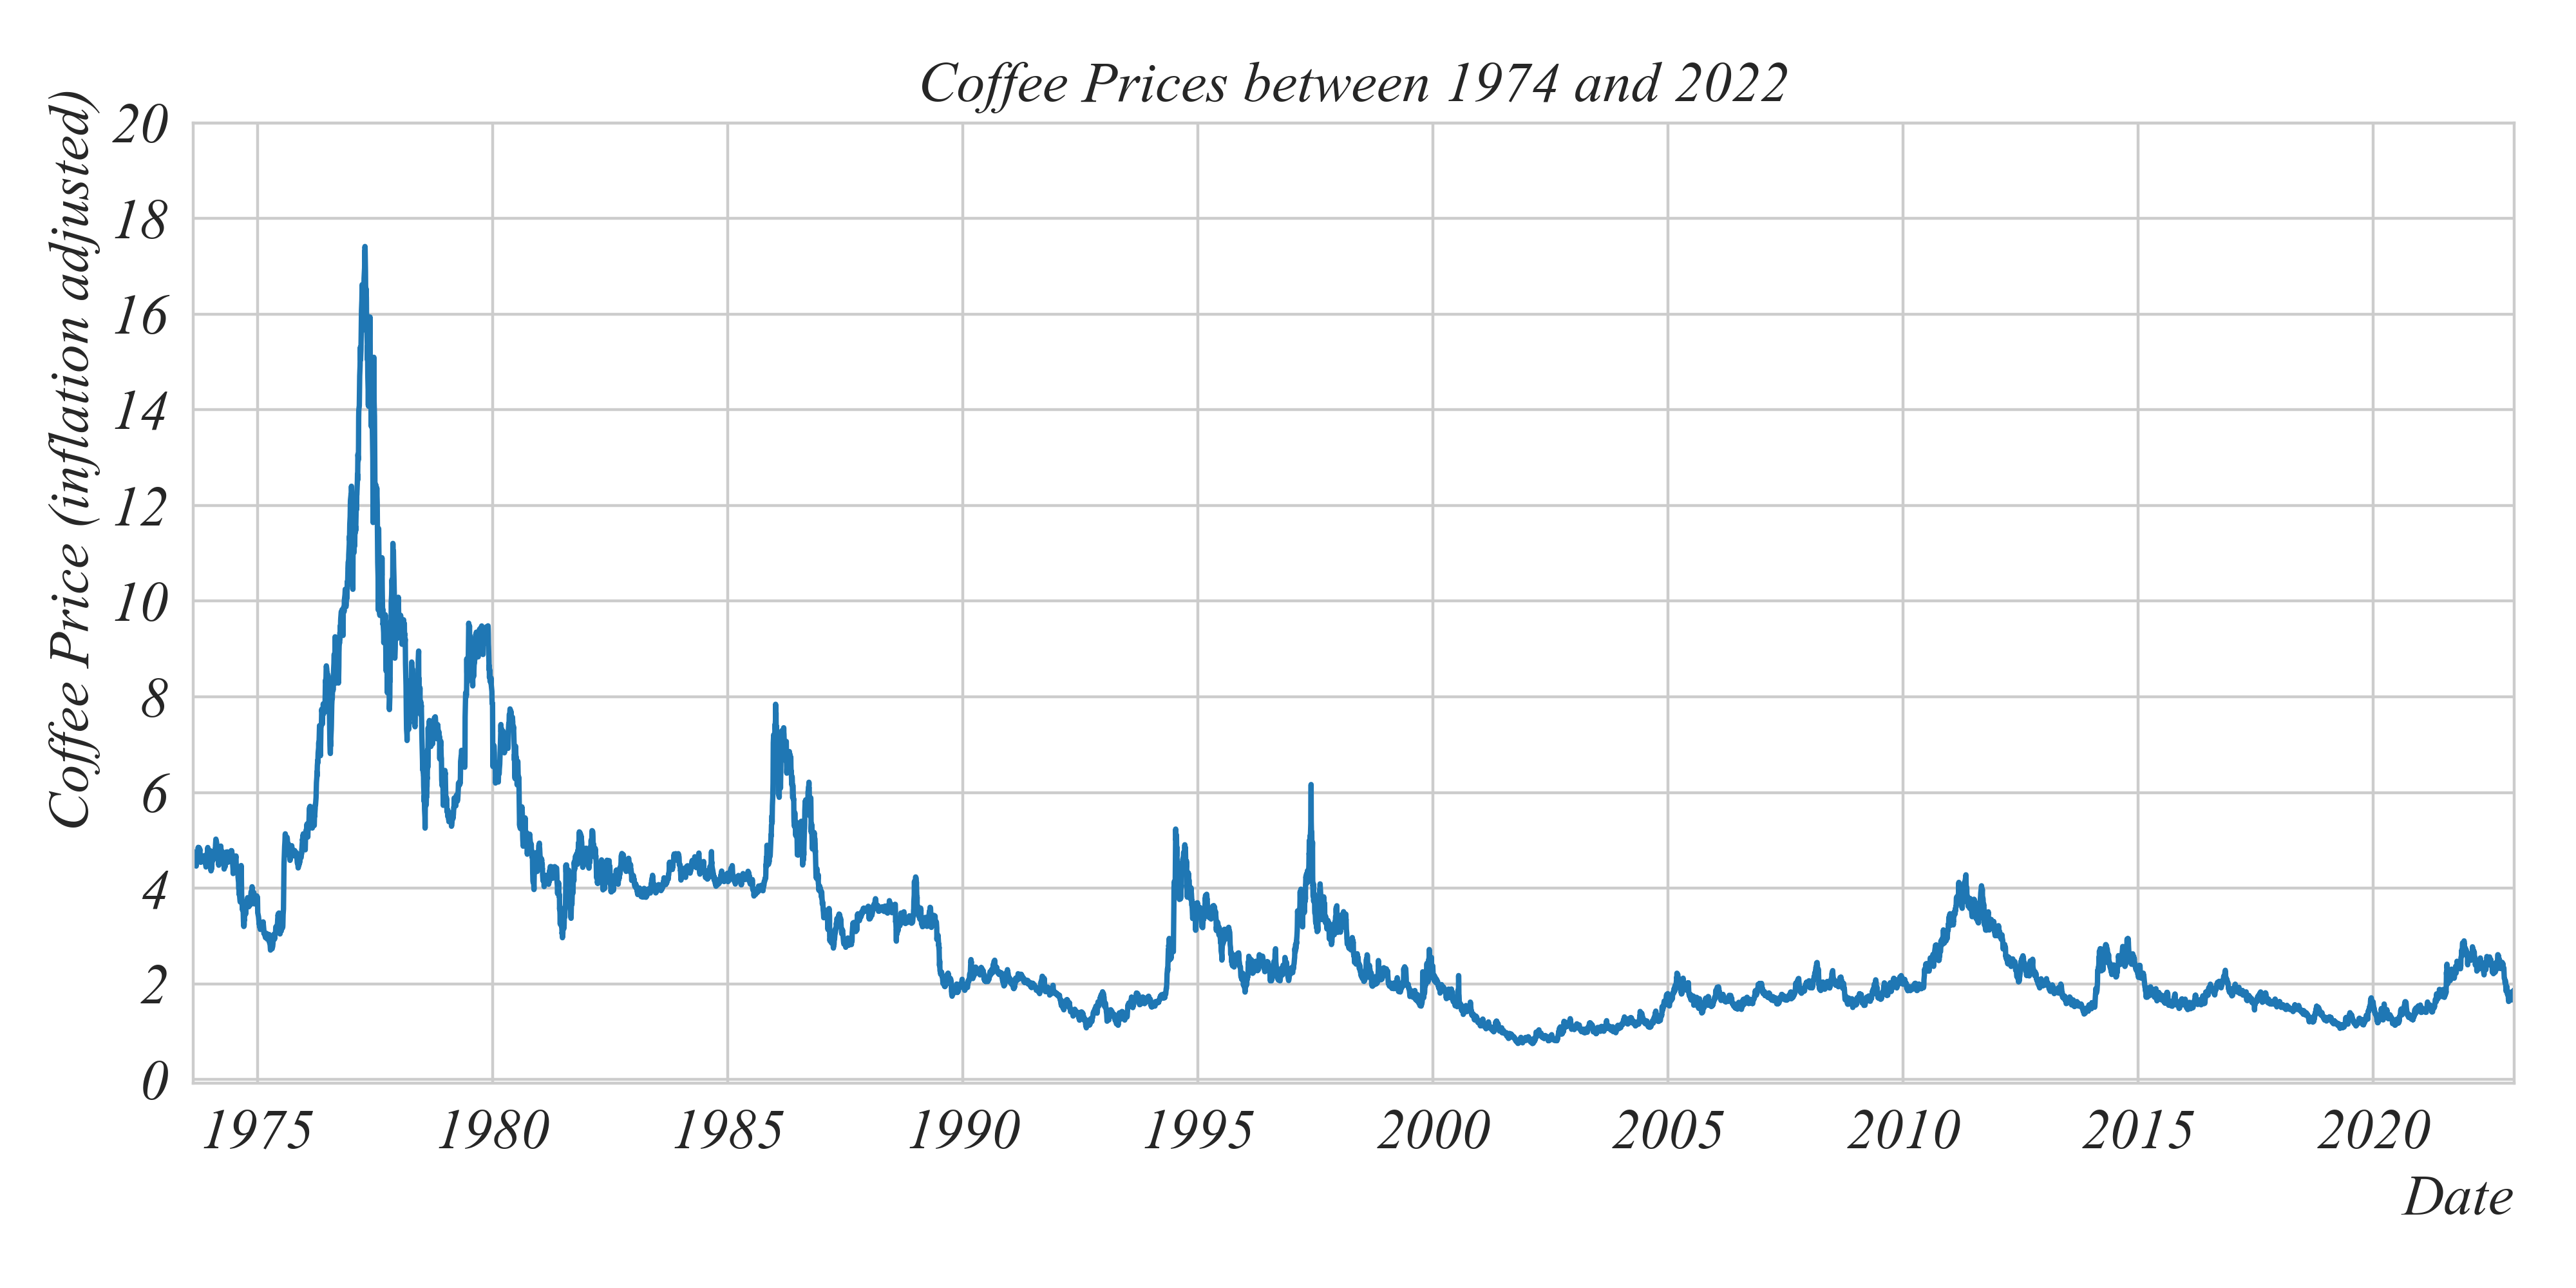 Coffee Prices between 1974 and 2022
Coffee Price (inflation adjusted)
20
18
16
14
12
10
8
6
4
2
0
1975 1980 1985 1990 1995 2000 2005 2010 2015 2020
Date